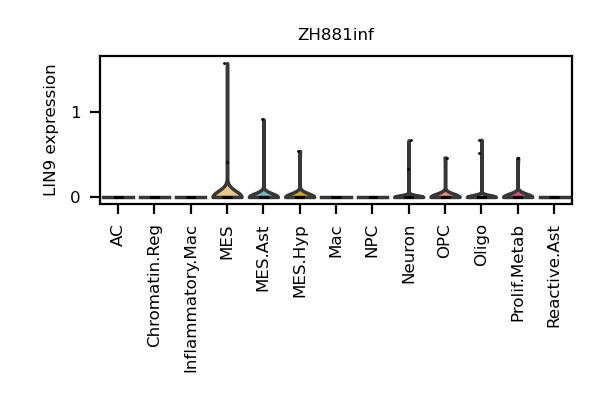 ZH881inf
LIN9 expression
1
0
AC
Chromatin.Reg
Inflammatory.Mac
MES
MES.Ast
MES.Hyp
Mac
NPC
Neuron
OPC
Oligo
Prolif.Metab
Reactive.Ast